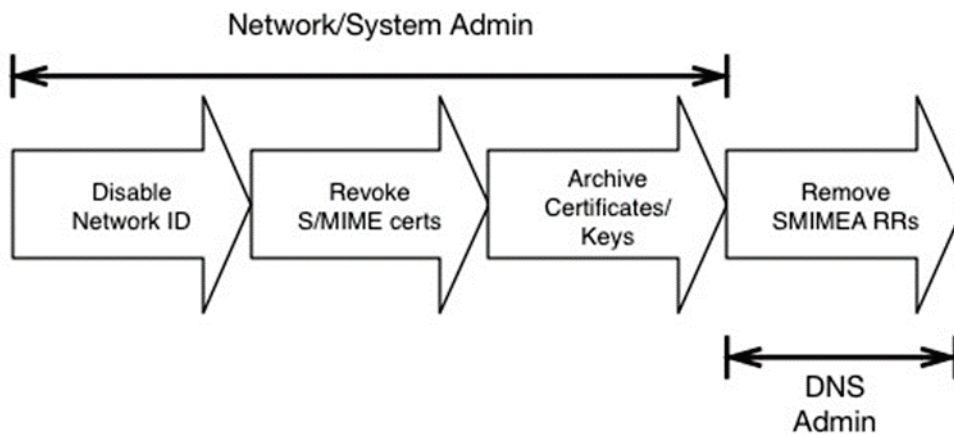 Network/System Admin
Disable
Network ID
Revoke
S/MIME certs
Archive
Certificates/
Keys
Remove
SMIMEA RRs
DNS
Admin